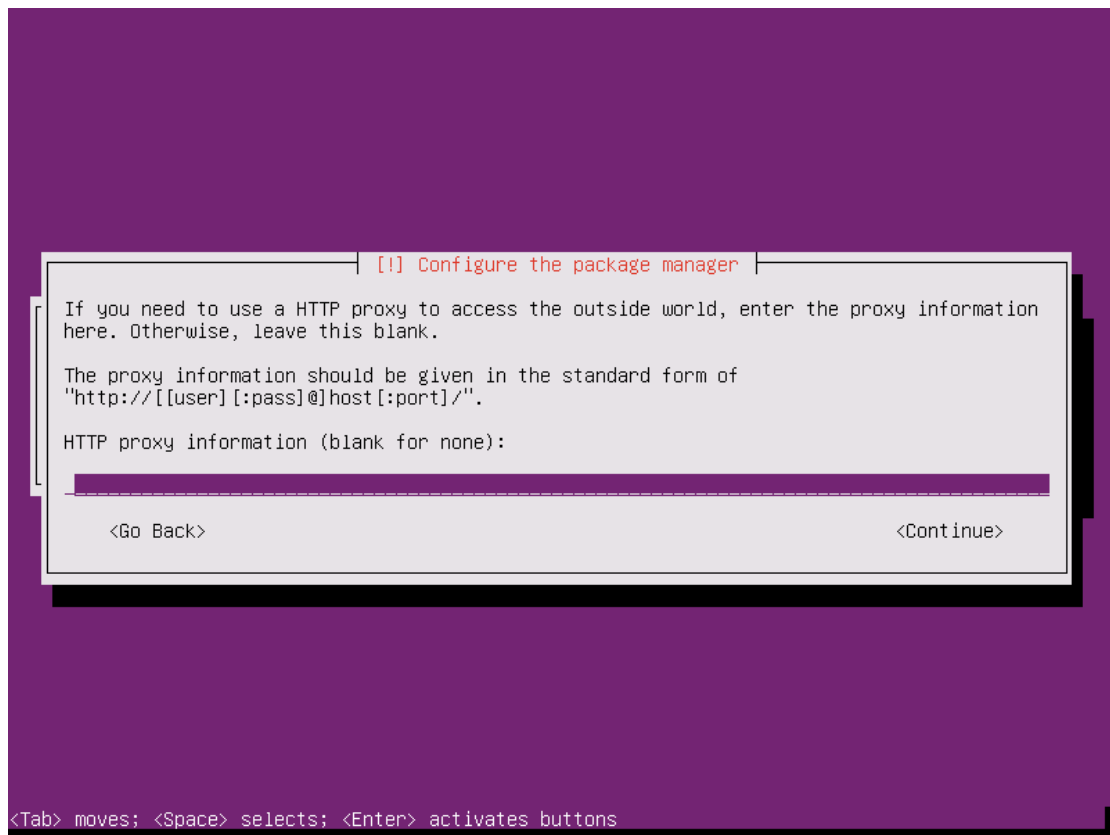 [!] Configure the package manager
If you need to use a HTTP proxy to access the outside world, enter the proxy information
here. Otherwise, leave this blank.
The proxy information should be given in the standard form of
"http://[[user][:pass]@]host[:port]/".
HTTP proxy information (blank for none):
<Go Back> <Continue>
<Tab> moves; <Space> selects; <Enter> activates buttons